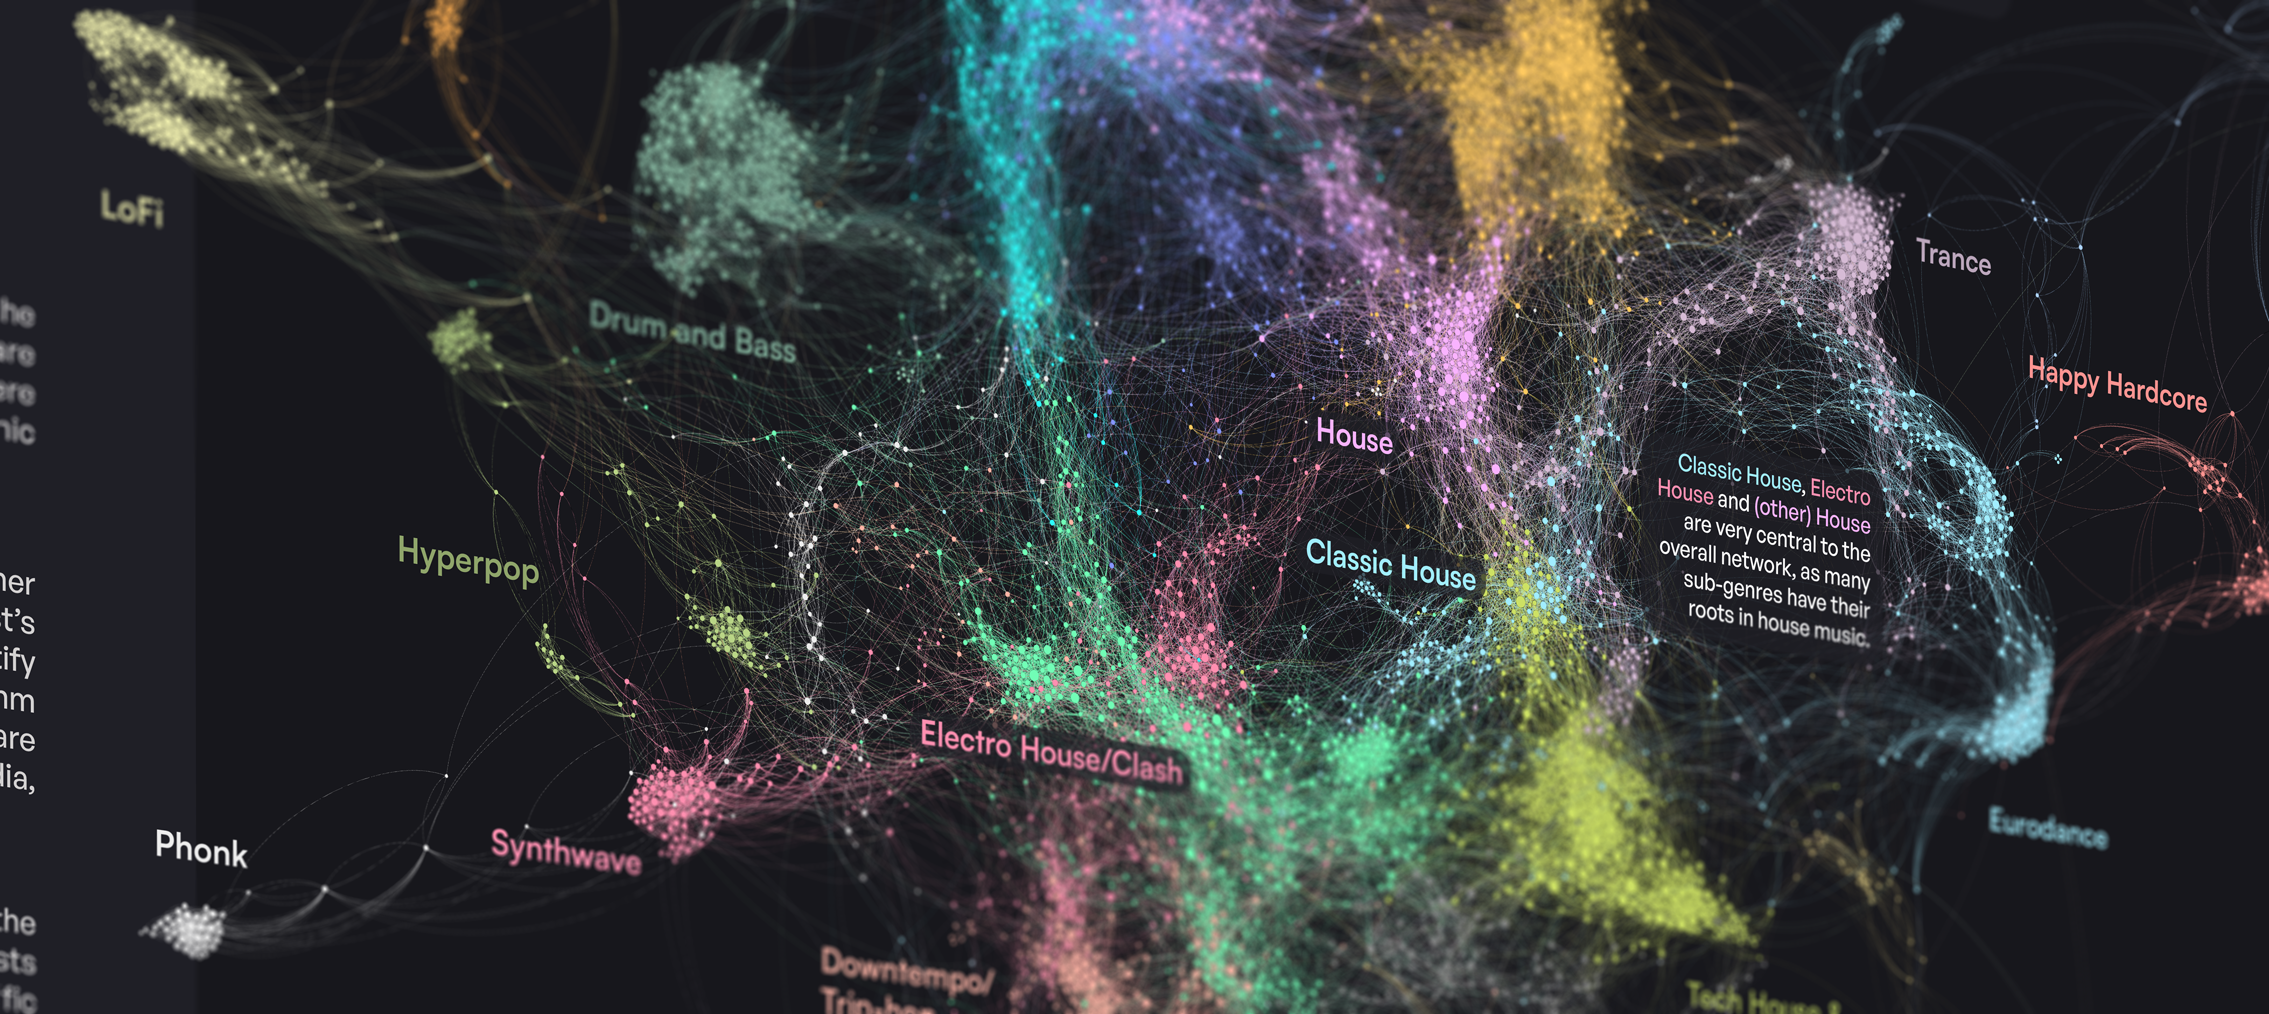 LoFi
Drum and Bass
Trance
Happy Hardcore
House
Classic House, Electro
House and (other) House
are very central to the
overall network, as many
sub-genres have their
roots in house music.
Classic House
Hyperpop
Electro House/Clash
Synthwave
Phonk
Eurodance
Downtempo/
Trip-hop
Tech House
he
are
ere
nic
her
t's
tify
hm
are
dia,
the
sts
fic